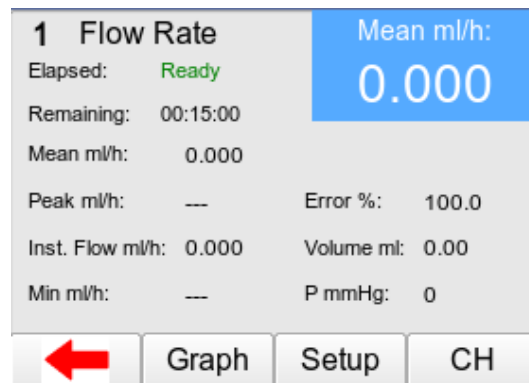 1 Flow Rate
Mean ml/h:
0.000
Elapsed: Ready
Remaining: 00:15:00
Mean ml/h: 0.000
Peak ml/h: --- Error %: 100.0
Inst. Flow ml/h: 0.000 Volume ml: 0.00
Min ml/h: --- P mmHg: 0
Graph Setup CH